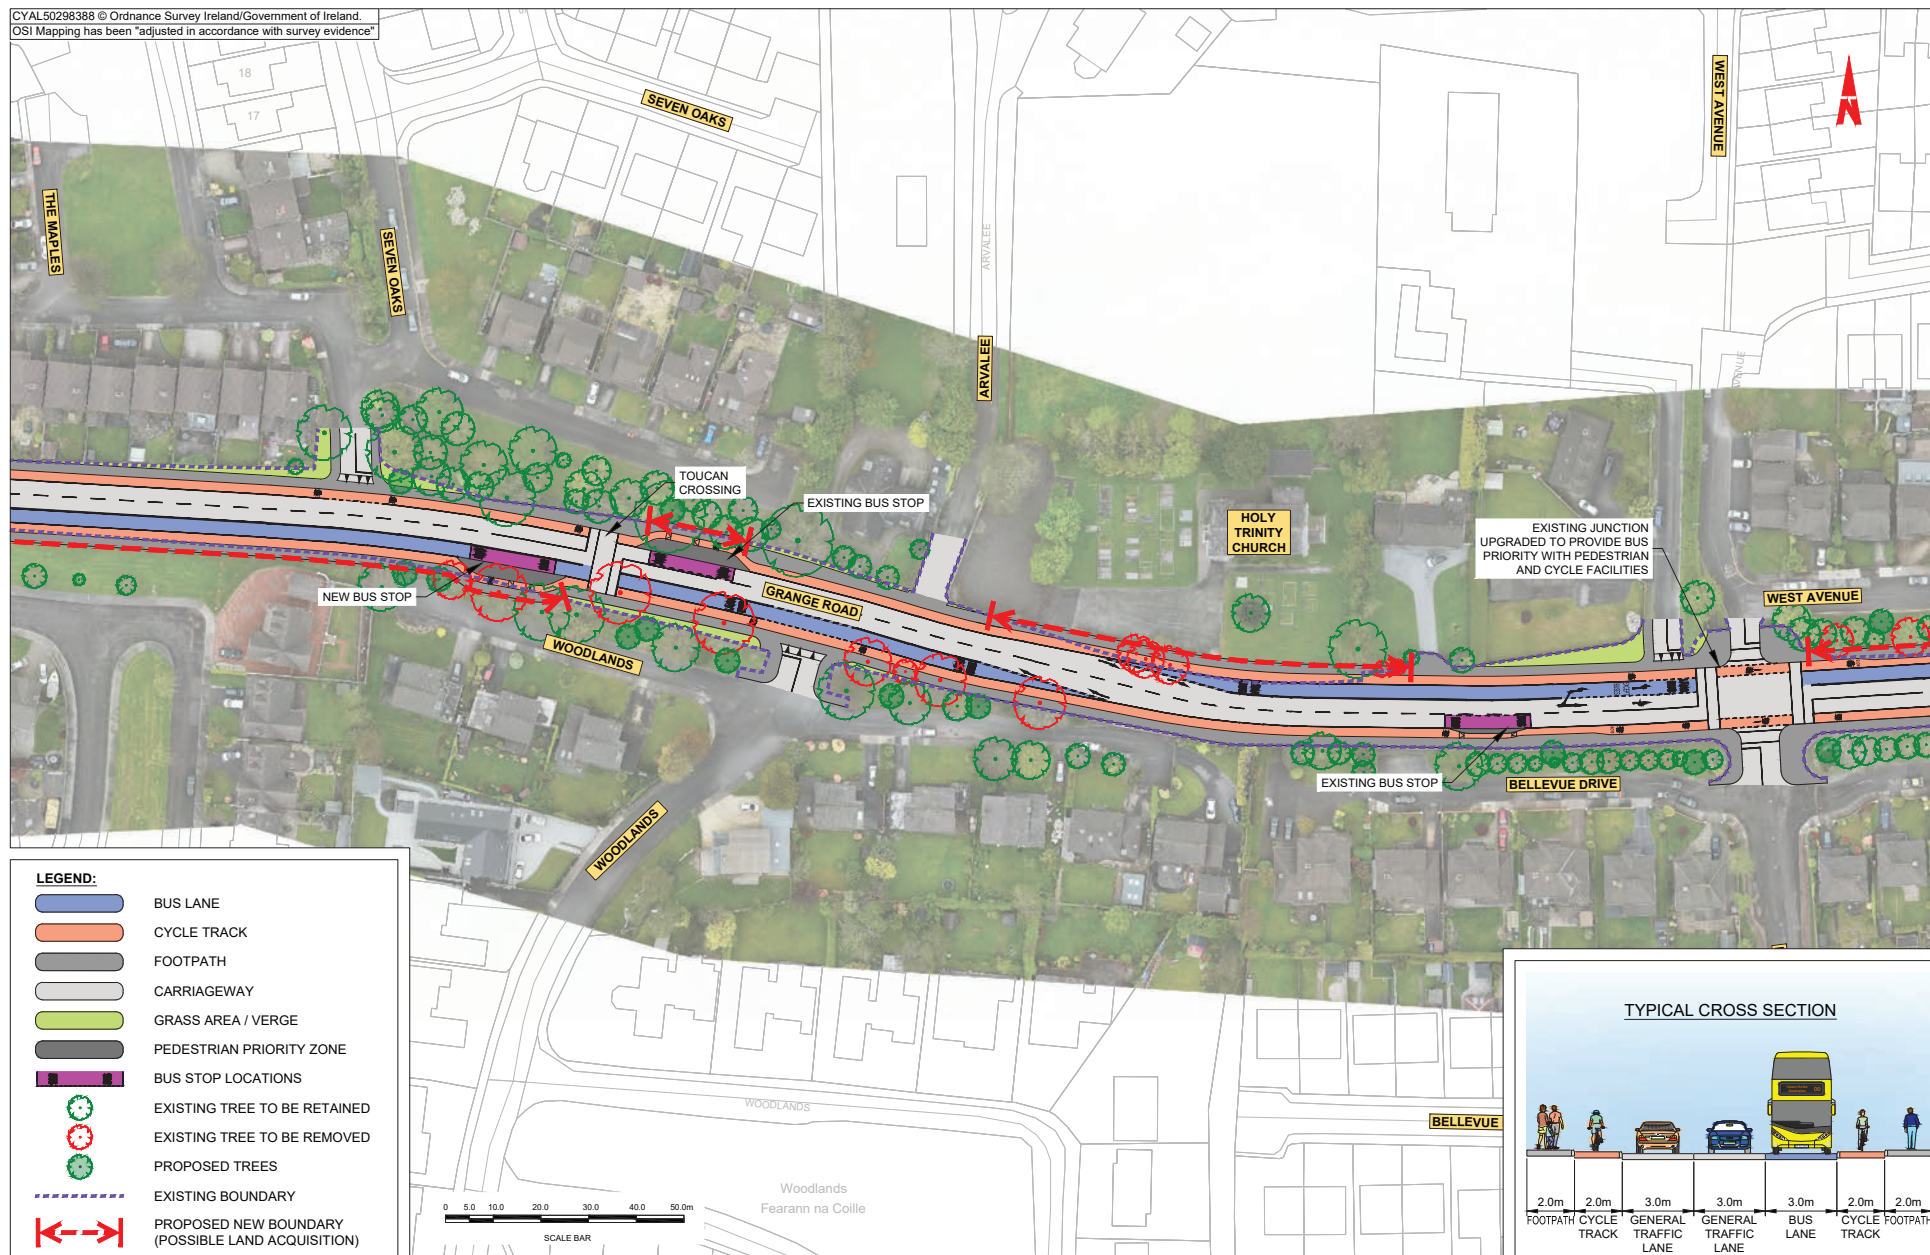 CYAL50298388 © Ordnance Survey Ireland/Government of Ireland.
OSI Mapping has been "adjusted in accordance with survey evidence"
18
17
SEVEN OAKS
WEST AVENUE
N
THE MAPLES
SEVEN OAKS
ARVALEE
ARVALEE
AVENUE
TOUCAN
CROSSING
EXISTING BUS STOP
HOLY
TRINITY
CHURCH
EXISTING JUNCTION
UPGRADED TO PROVIDE BUS
PRIORITY WITH PEDESTRIAN
AND CYCLE FACILITIES
NEW BUS STOP
GRANGE ROAD
WEST AVENUE
WOODLANDS
EXISTING BUS STOP
BELLEVUE DRIVE
WOODLANDS
LEGEND:
BUS LANE
CYCLE TRACK
FOOTPATH
CARRIAGEWAY
GRASS AREA / VERGE
PEDESTRIAN PRIORITY ZONE
BUS STOP LOCATIONS
EXISTING TREE TO BE RETAINED
EXISTING TREE TO BE REMOVED
PROPOSED TREES
EXISTING BOUNDARY
PROPOSED NEW BOUNDARY
(POSSIBLE LAND ACQUISITION)
WOODLANDS
BELLEVUE
Woodlands
Fearann na Coille
0 5.0 10.0 20.0 30.0 40.0 50.0m
SCALE BAR
TYPICAL CROSS SECTION
2.0m 2.0m 3.0m 3.0m 3.0m 2.0m 2.0m
FOOTPATH CYCLE GENERAL GENERAL BUS CYCLE FOOTPATH
TRACK TRAFFIC TRAFFIC LANE TRACK
LANE LANE